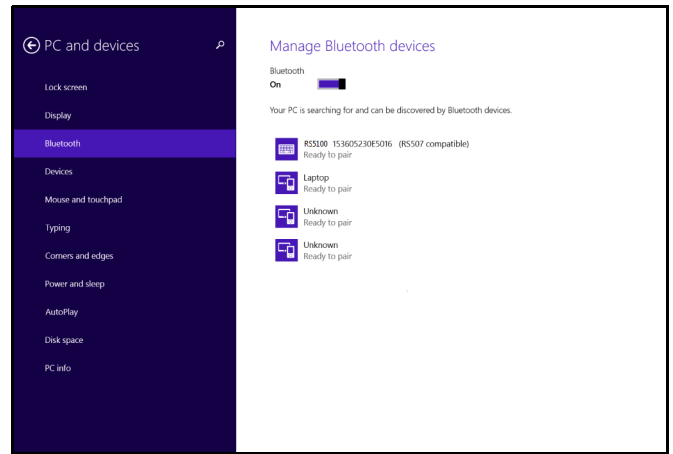 PC and devices
Lock screen
Display
Bluetooth
Devices
Mouse and touchpad
Typing
Corners and edges
Power and sleep
AutoPlay
Disk space
PC info
Manage Bluetooth devices
Bluetooth
On
Your PC is searching for and can be discovered by Bluetooth devices.
RS5100 153605230E5016 (RS507 compatible)
Ready to pair
Laptop
Ready to pair
Unknown
Ready to pair
Unknown
Ready to pair